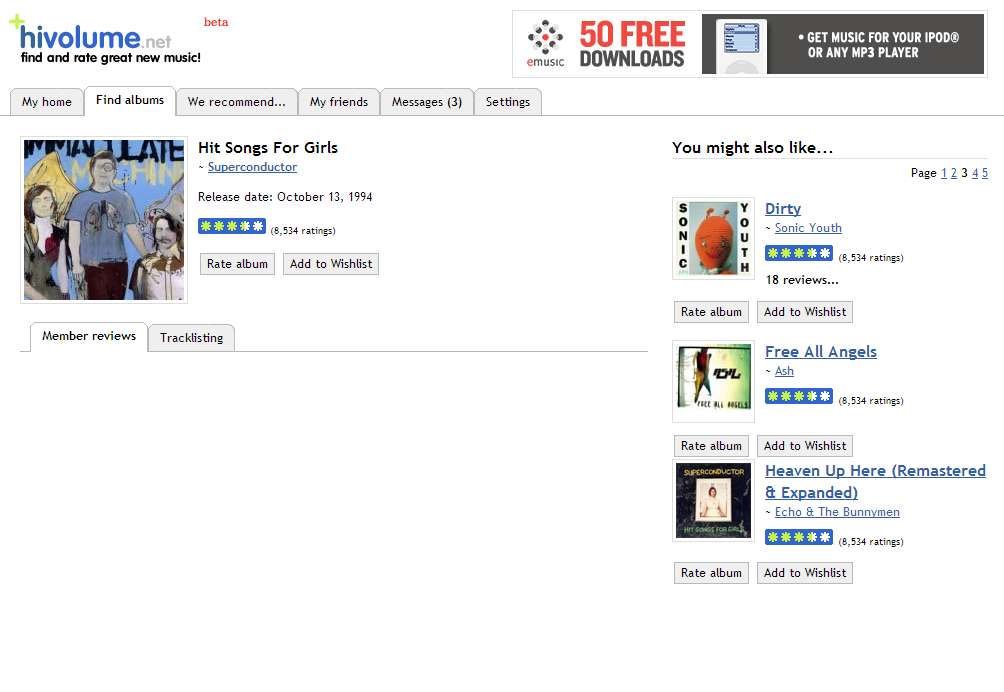 beta
hivolume.net
find and rate great new music!
emusic
50 FREE
DOWNLOADS
• GET MUSIC FOR YOUR IPOD®
OR ANY MP3 PLAYER
My home
Find albums
We recommend...
My friends
Messages (3)
Settings
MACHIN
Hit Songs For Girls
~ Superconductor
Release date: October 13, 1994
(8,534 ratings)
Rate album
Add to Wishlist
Member reviews
Tracklisting
You might also like...
Page 1 2 3 4 5
SONIC
YOUTH
Dirty
~ Sonic Youth
(8,534 ratings)
18 reviews...
Rate album
Add to Wishlist
FREE ALL ANGELS
Free All Angels
~ Ash
(8,534 ratings)
Rate album
Add to Wishlist
SUPERCONDUCTOR
HIT SONGS FOR GIRLS
Heaven Up Here (Remastered
& Expanded)
~ Echo & The Bunnymen
(8,534 ratings)
Rate album
Add to Wishlist